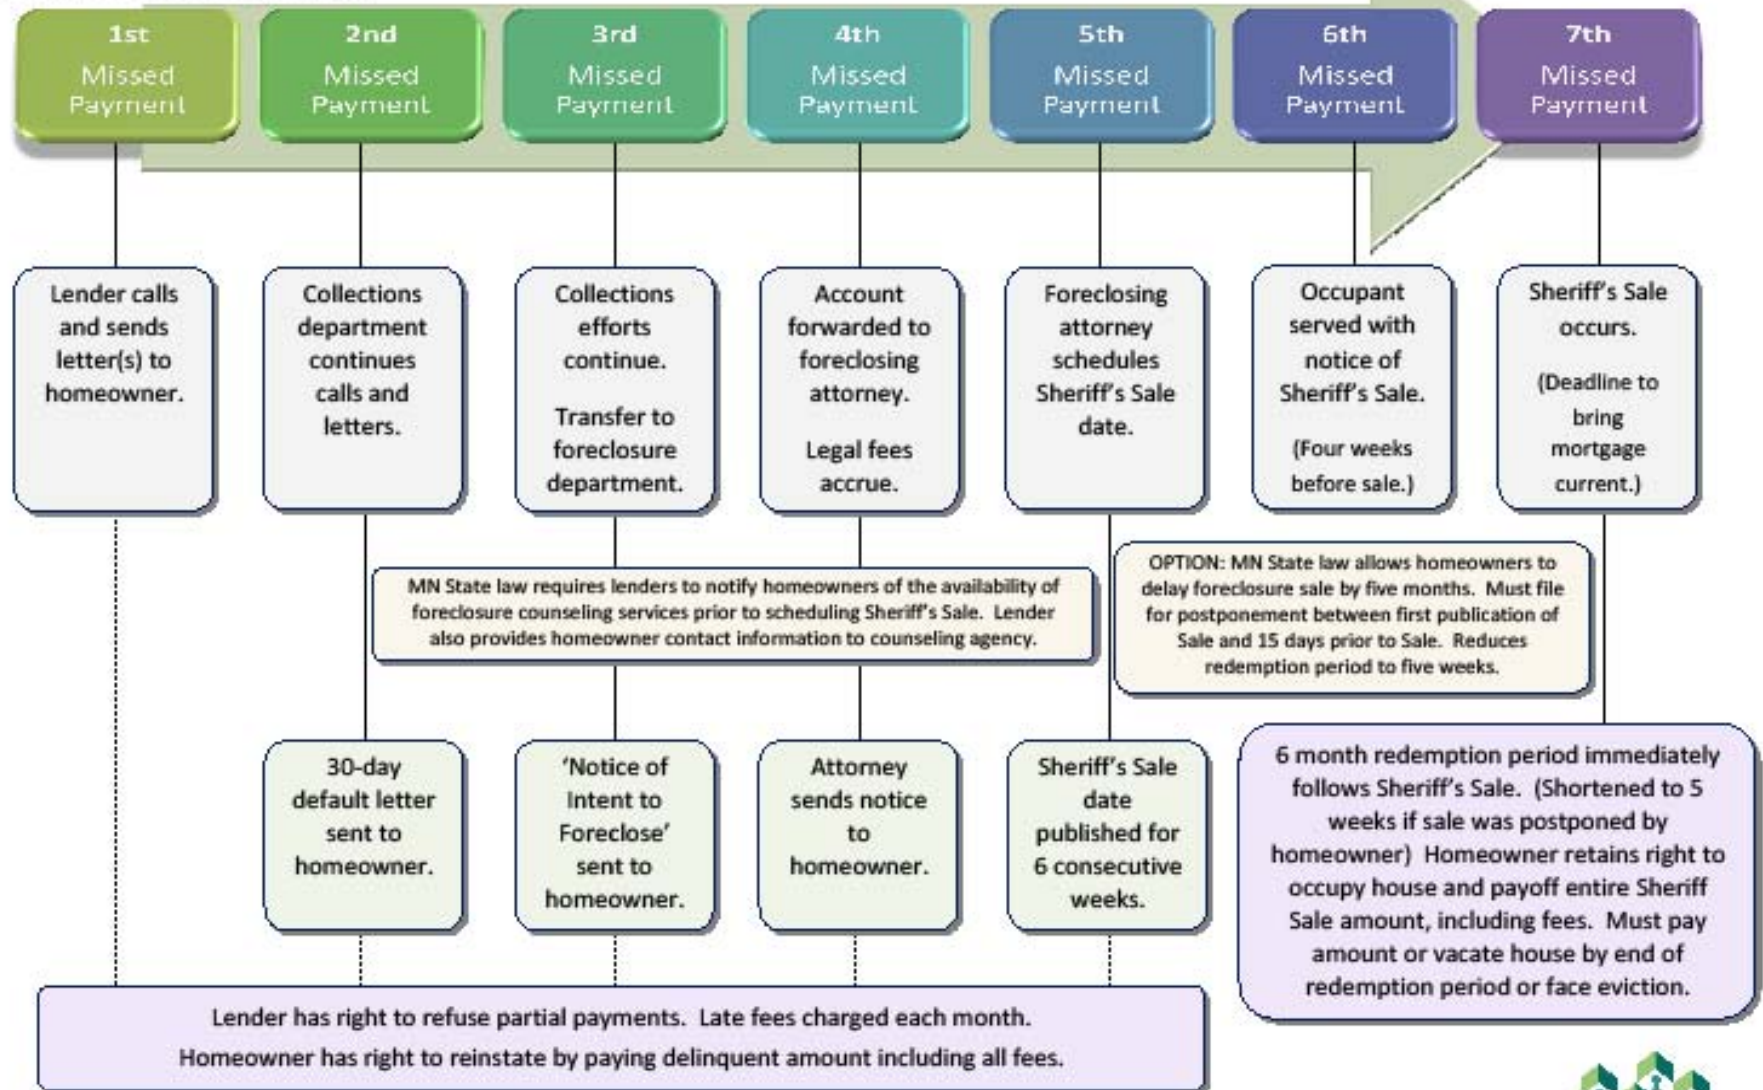 1st
Missed
Payment
2nd
Missed
Payment
3rd
Missed
Payment
4th
Missed
Payment
5th
Missed
Payment
6th
Missed
Payment
7th
Missed
Payment
Lender calls
and sends
letter(s) to
homeowner.
Collections
department
continues
calls and
letters.
Collections
efforts
continue.
Transfer to
foreclosure
department.
Account
forwarded to
foreclosing
attorney.
Legal fees
accrue.
Foreclosing
attorney
schedules
Sheriff's Sale
date.
Occupant
served with
notice of
Sheriff's Sale.
(Four weeks
before sale.)
Sheriff's Sale
occurs.
(Deadline to
bring
mortgage
current.)
MN State law requires lenders to notify homeowners of the availability of
foreclosure counseling services prior to scheduling Sheriff's Sale.  Lender
also provides homeowner contact information to counseling agency.
OPTION: MN State law allows homeowners to
delay foreclosure sale by five months.  Must file
for postponement between first publication of
Sale and 15 days prior to Sale.  Reduces
redemption period to five weeks.
30-day
default letter
sent to
homeowner.
'Notice of
Intent to
Foreclose'
sent to
homeowner.
Attorney
sends notice
to
homeowner.
Sheriff's Sale
date
published for
6 consecutive
weeks.
6 month redemption period immediately
follows Sheriff's Sale.  (Shortened to 5
weeks if sale was postponed by
homeowner)  Homeowner retains right to
occupy house and payoff entire Sheriff
Sale amount, including fees.  Must pay
amount or vacate house by end of
redemption period or face eviction.
Lender has right to refuse partial payments.  Late fees charged each month.
Homeowner has right to reinstate by paying delinquent amount including all fees.